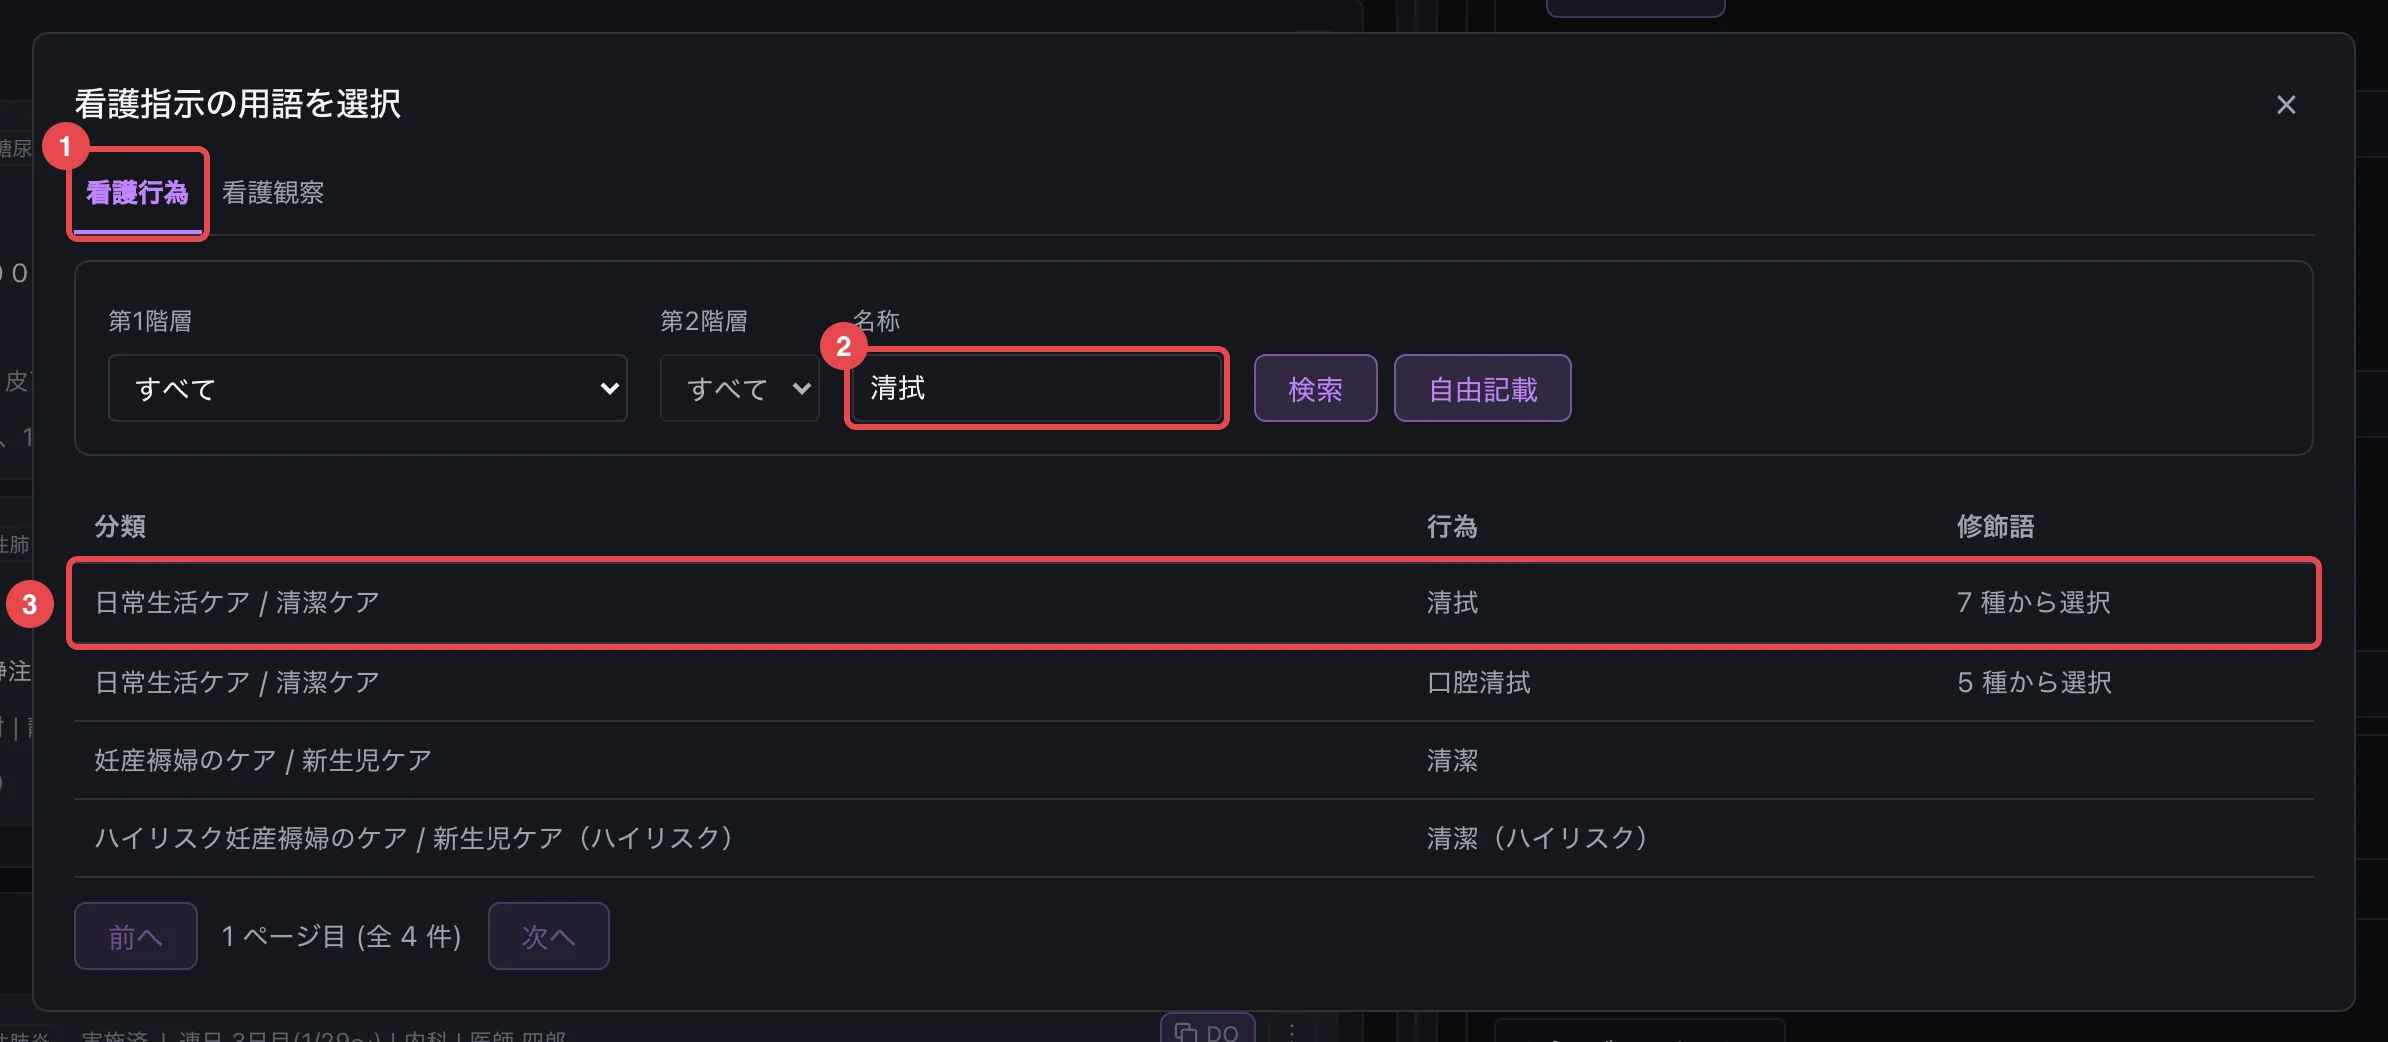 看護指示の用語を選択
×
1
看護行為 看護観察
第1階層 第2階層 名称
2
すべて すべて 清拭 検索 自由記載
分類 行為 修飾語
3
日常生活ケア / 清潔ケア 清拭 7 種から選択
日常生活ケア / 清潔ケア 口腔清拭 5 種から選択
妊産褥婦のケア / 新生児ケア 清潔
ハイリスク妊産褥婦のケア / 新生児ケア（ハイリスク） 清潔（ハイリスク）
前へ 1 ページ目 (全 4 件) 次へ
DO